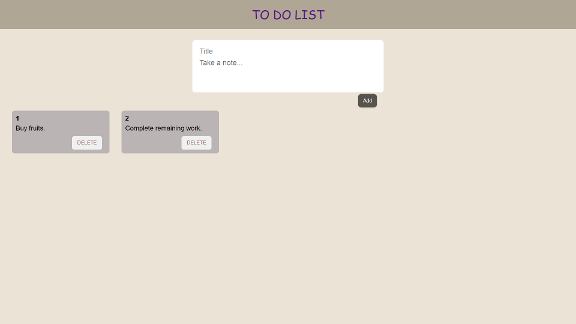 TO DO LIST
Title
Take a note...
Add
1
Buy fruits.
DELETE
2
Complete remaining work.
DELETE